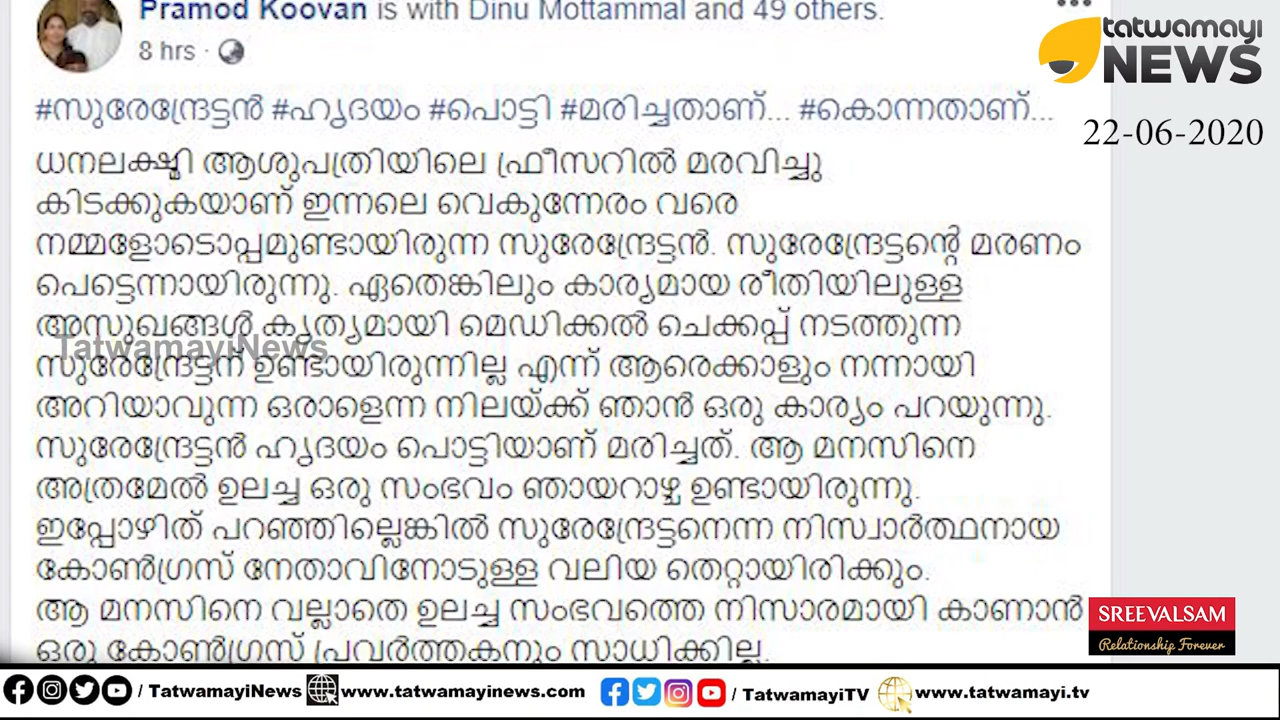 Pramod Koovan is with Dinu Mottammal and 49 others.
8 hrs ·
tatwamayi
NEWS
22-06-2020
#സുരേന്ദ്രേട്ടൻ #ഹൃദയം #പൊട്ടി #മരിച്ചതാണ്... #കൊന്നതാണ്...
ധനലക്ഷ്മി ആശുപത്രിയിലെ ഫ്രീസറിൽ മരവിച്ചു
കിടക്കുകയാണ് ഇന്നലെ വൈകുന്നേരം വരെ
നമ്മളോടൊപ്പമുണ്ടായിരുന്ന സുരേന്ദ്രേട്ടൻ. സുരേന്ദ്രേട്ടന്റെ മരണം
പെട്ടെന്നായിരുന്നു. ഏതെങ്കിലും കാര്യമായ രീതിയിലുള്ള
അസുഖങ്ങൾ കൃത്യമായി മെഡിക്കൽ ചെക്കപ്പ് നടത്തുന്ന
TatwamayiNews
സുരേന്ദ്രേട്ടന് ഉണ്ടായിരുന്നില്ല എന്ന് ആരെക്കാളും നന്നായി
അറിയാവുന്ന ഒരാളെന്ന നിലയ്ക്ക് ഞാൻ ഒരു കാര്യം പറയുന്നു.
സുരേന്ദ്രേട്ടൻ ഹൃദയം പൊട്ടിയാണ് മരിച്ചത്. ആ മനസിനെ
അത്രമേൽ ഉലച്ച ഒരു സംഭവം ഞായറാഴ്ച ഉണ്ടായിരുന്നു.
ഇപ്പോഴിത് പറഞ്ഞില്ലെങ്കിൽ സുരേന്ദ്രേട്ടനെന്ന നിസ്വാർത്ഥനായ
കോൺഗ്രസ് നേതാവിനോടുള്ള വലിയ തെറ്റായിരിക്കും.
ആ മനസിനെ വല്ലാതെ ഉലച്ച സംഭവത്തെ നിസാരമായി കാണാൻ
ഒരു കോൺഗ്രസ് പ്രവർത്തകനും സാധിക്കില്ല.
SREEVALSAM
Relationship Forever
/ TatwamayiNews www.tatwamayinews.com / TatwamayiTV www.tatwamayi.tv